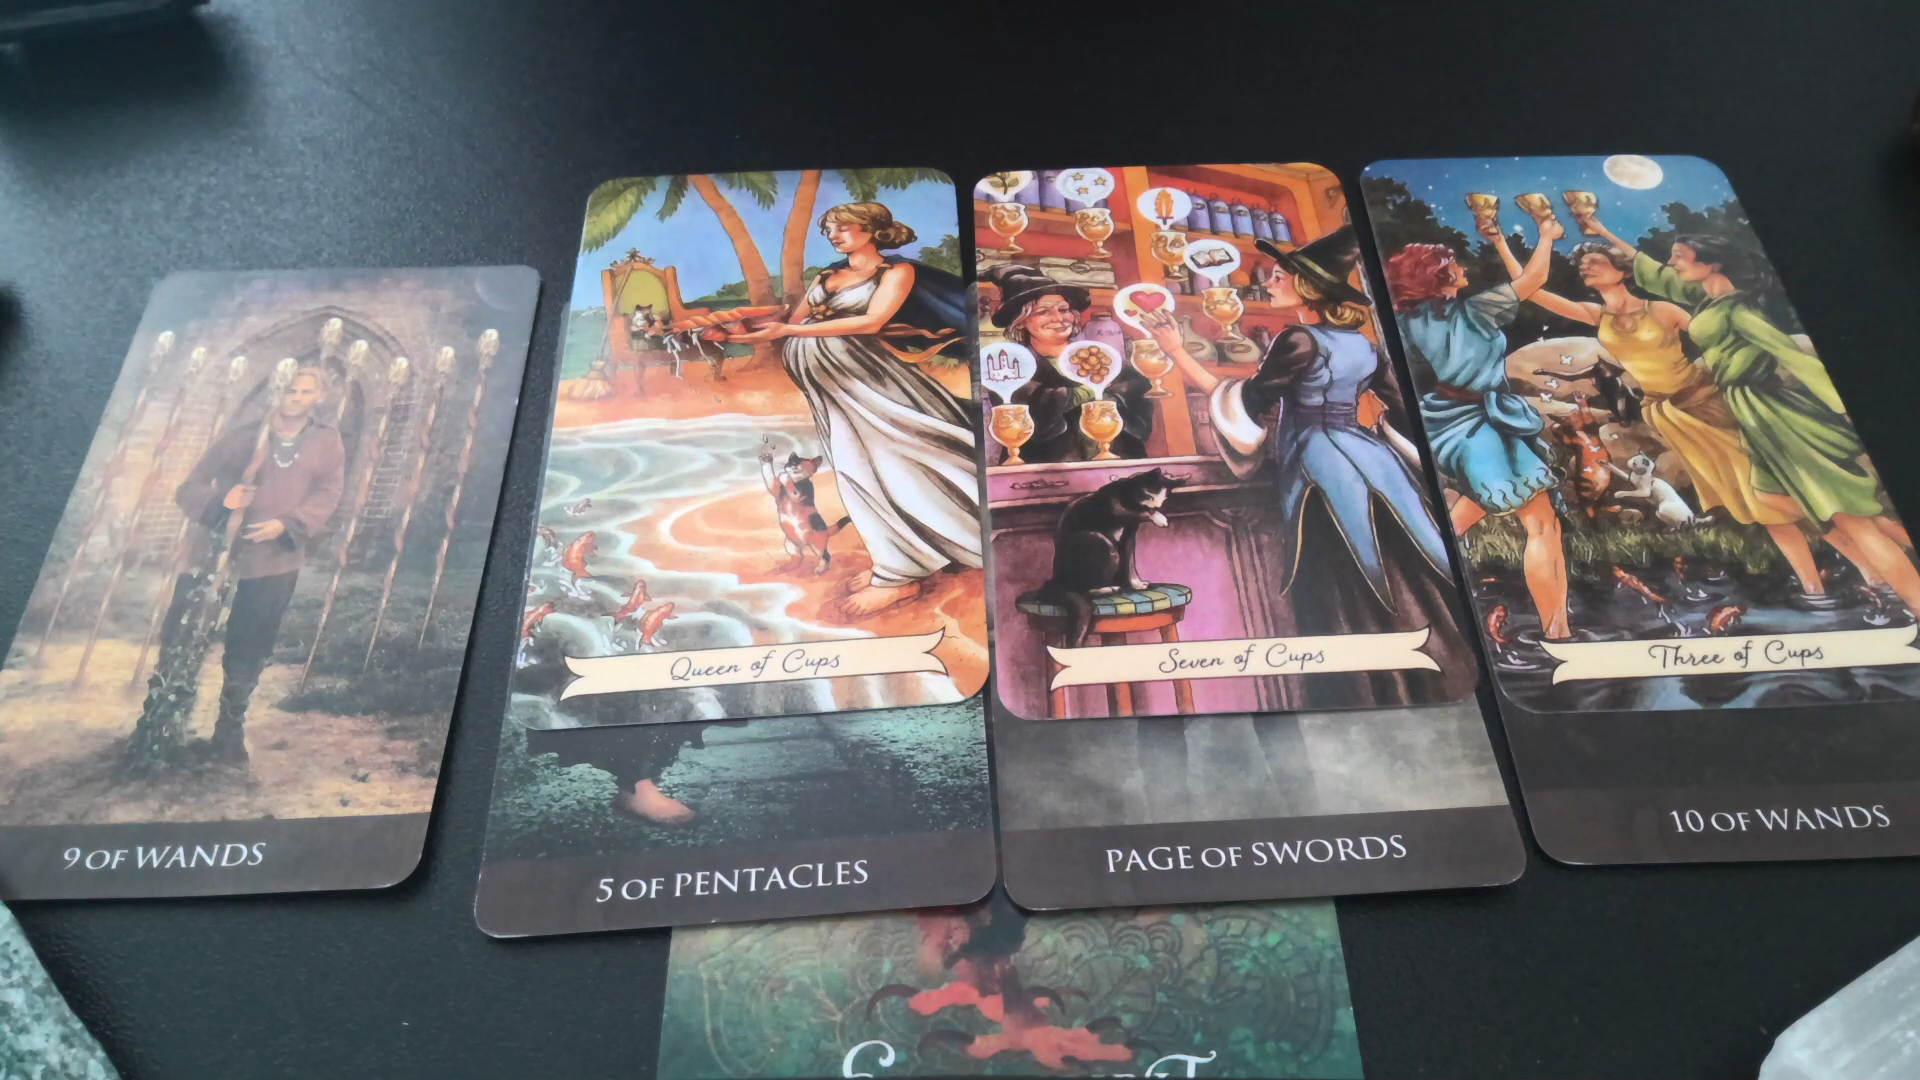 Queen of Cups
Seven of Cups
Three of Cups
9 OF WANDS
5 OF PENTACLES
PAGE OF SWORDS
10 OF WANDS